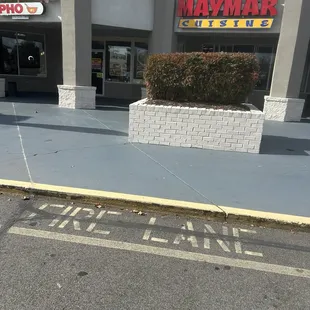 PHO
MAYMAR
CUISINE
FIRE LANE